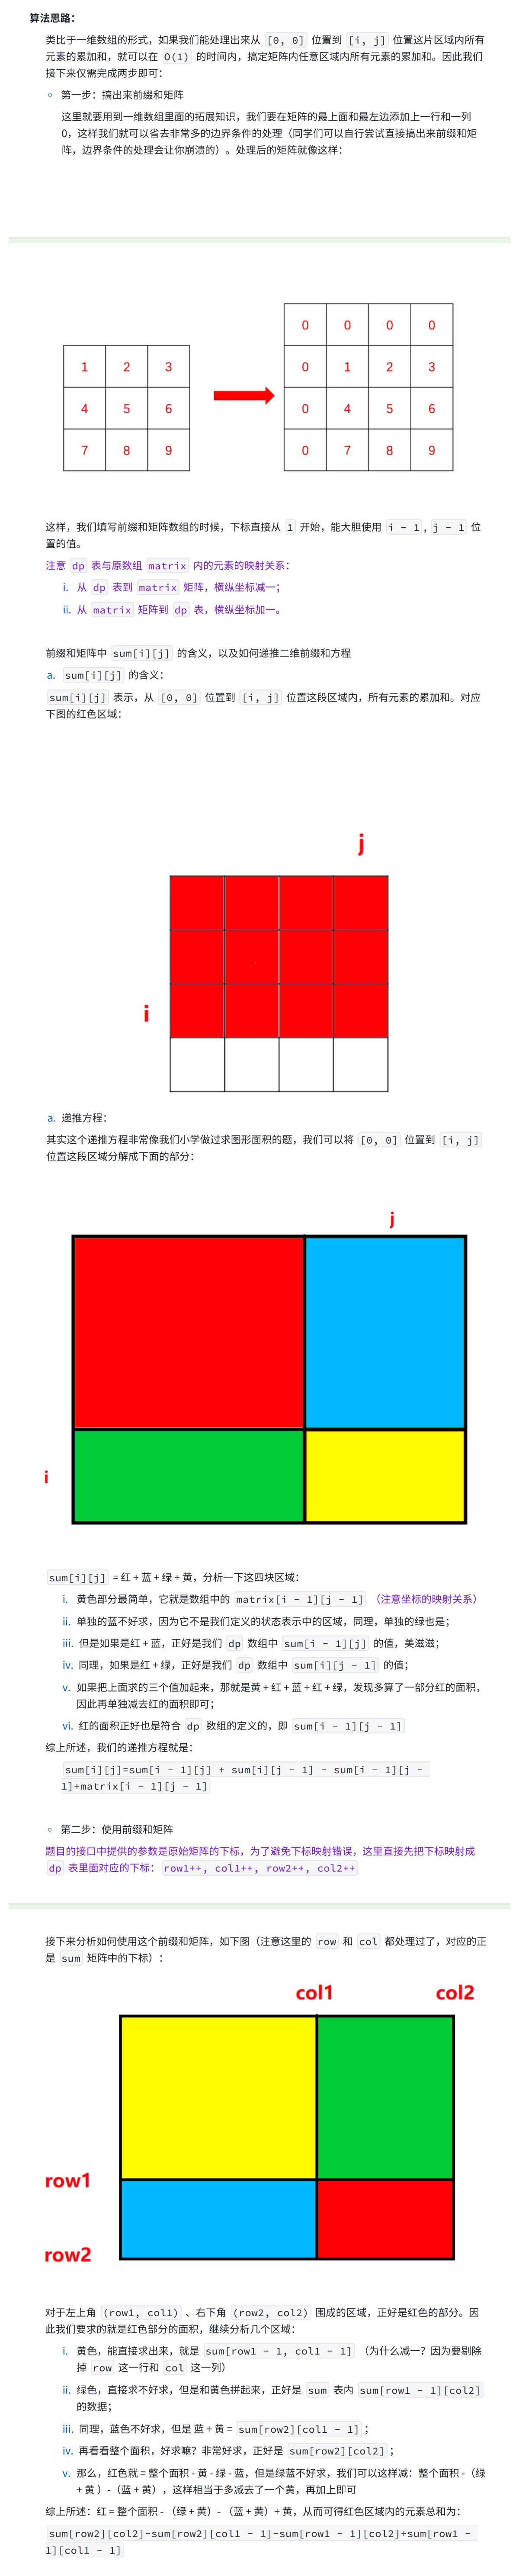 算法思路：
类比于一维数组的形式，如果我们能处理出来从 [0, 0] 位置到 [i, j] 位置这片区域内所有
元素的累加和，就可以在 O(1) 的时间内，搞定矩阵内任意区域内所有元素的累加和。因此我们
接下来仅需完成两步即可：
◦ 第一步：搞出来前缀和矩阵
这里就要用到一维数组里面的拓展知识，我们要在矩阵的最上面和最左边添加上一行和一列
0，这样我们就可以省去非常多的边界条件的处理（同学们可以自行尝试直接搞出来前缀和矩
阵，边界条件的处理会让你崩溃的）。处理后的矩阵就像这样：
0 0 0 0
1 2 3 0 1 2 3
4 5 6 0 4 5 6
7 8 9 0 7 8 9
这样，我们填写前缀和矩阵数组的时候，下标直接从 1 开始，能大胆使用 i - 1 , j - 1 位
置的值。
注意 dp 表与原数组 matrix 内的元素的映射关系：
i. 从 dp 表到 matrix 矩阵，横纵坐标减一；
ii. 从 matrix 矩阵到 dp 表，横纵坐标加一。
前缀和矩阵中 sum[i][j] 的含义，以及如何递推二维前缀和方程
a. sum[i][j] 的含义：
sum[i][j] 表示，从 [0, 0] 位置到 [i, j] 位置这段区域内，所有元素的累加和。对应
下图的红色区域：
j
i
a. 递推方程：
其实这个递推方程非常像我们小学做过求图形面积的题，我们可以将 [0, 0] 位置到 [i, j]
位置这段区域分解成下面的部分：
j
i
sum[i][j] = 红 + 蓝 + 绿 + 黄，分析一下这四块区域：
i. 黄色部分最简单，它就是数组中的 matrix[i - 1][j - 1] （注意坐标的映射关系）
ii. 单独的蓝不好求，因为它不是我们定义的状态表示中的区域，同理，单独的绿也是；
iii. 但是如果是红 + 蓝，正好是我们 dp 数组中 sum[i - 1][j] 的值，美滋滋；
iv. 同理，如果是红 + 绿，正好是我们 dp 数组中 sum[i][j - 1] 的值；
v. 如果把上面求的三个值加起来，那就是黄 + 红 + 蓝 + 红 + 绿，发现多算了一部分红的面积，
因此再单独减去红的面积即可；
vi. 红的面积正好也是符合 dp 数组的定义的，即 sum[i - 1][j - 1]
综上所述，我们的递推方程就是：
sum[i][j]=sum[i - 1][j] + sum[i][j - 1] - sum[i - 1][j -
1]+matrix[i - 1][j - 1]
◦ 第二步：使用前缀和矩阵
题目的接口中提供的参数是原始矩阵的下标，为了避免下标映射错误，这里直接先把下标映射成
dp 表里面对应的下标： row1++, col1++, row2++, col2++
接下来分析如何使用这个前缀和矩阵，如下图（注意这里的 row 和 col 都处理过了，对应的正
是 sum 矩阵中的下标）：
col1 col2
row1
row2
对于左上角 (row1, col1) 、右下角 (row2, col2) 围成的区域，正好是红色的部分。因
此我们要求的就是红色部分的面积，继续分析几个区域：
i. 黄色，能直接求出来，就是 sum[row1 - 1, col1 - 1] （为什么减一？因为要剔除
掉 row 这一行和 col 这一列）
ii. 绿色，直接求不好求，但是和黄色拼起来，正好是 sum 表内 sum[row1 - 1][col2]
的数据；
iii. 同理，蓝色不好求，但是 蓝 + 黄 = sum[row2][col1 - 1] ；
iv. 再看看整个面积，好求嘛？非常好求，正好是 sum[row2][col2] ；
v. 那么，红色就 = 整个面积 - 黄 - 绿 - 蓝，但是绿蓝不好求，我们可以这样减：整个面积 -（绿
+ 黄 ）-（蓝 + 黄），这样相当于多减去了一个黄，再加上即可
综上所述：红 = 整个面积 - （绿 + 黄）- （蓝 + 黄）+ 黄，从而可得红色区域内的元素总和为：
sum[row2][col2]-sum[row2][col1 - 1]-sum[row1 - 1][col2]+sum[row1 -
1][col1 - 1]